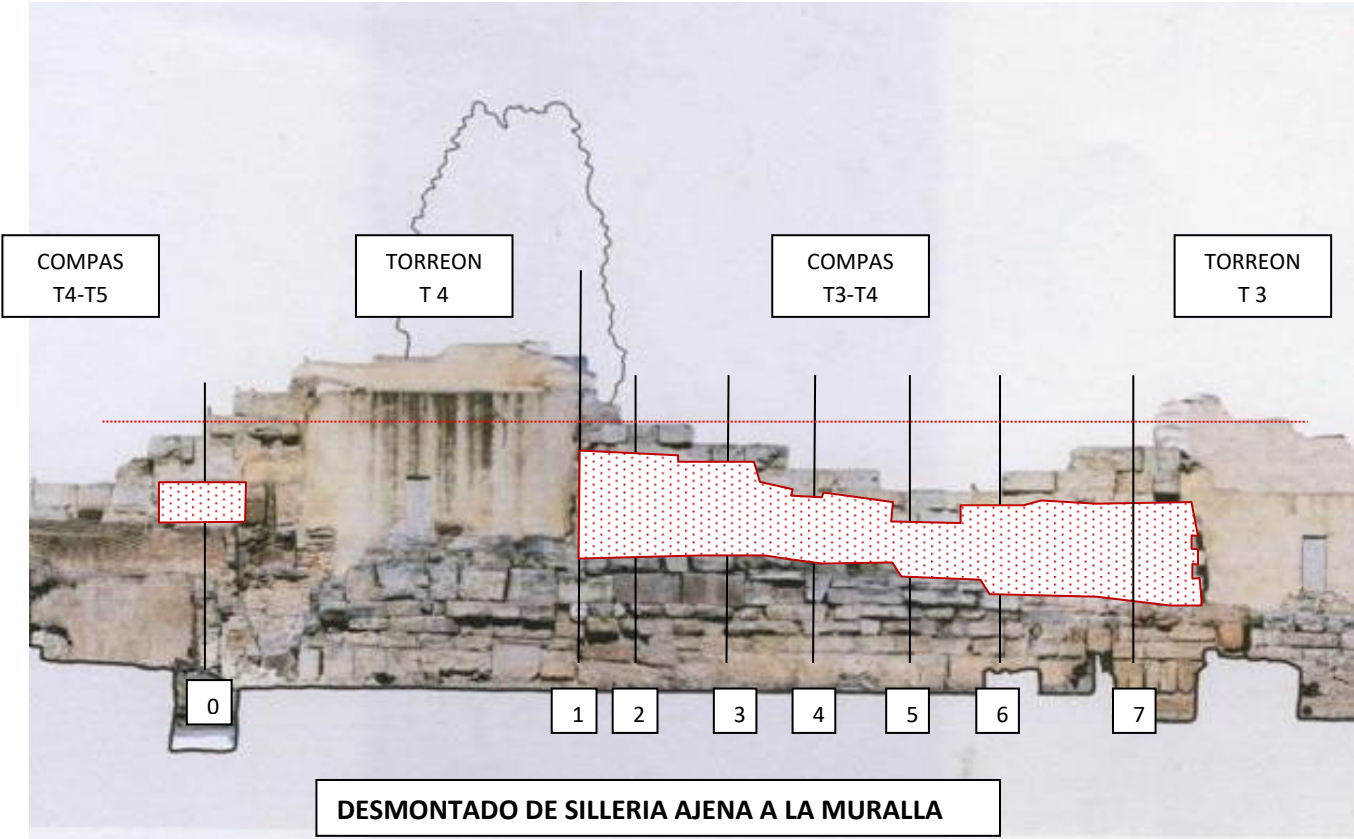 COMPAS
T4-T5
TORREON
T 4
COMPAS
T3-T4
TORREON
T 3
0
1
2
3
4
5
6
7
DESMONTADO DE SILLERIA AJENA A LA MURALLA